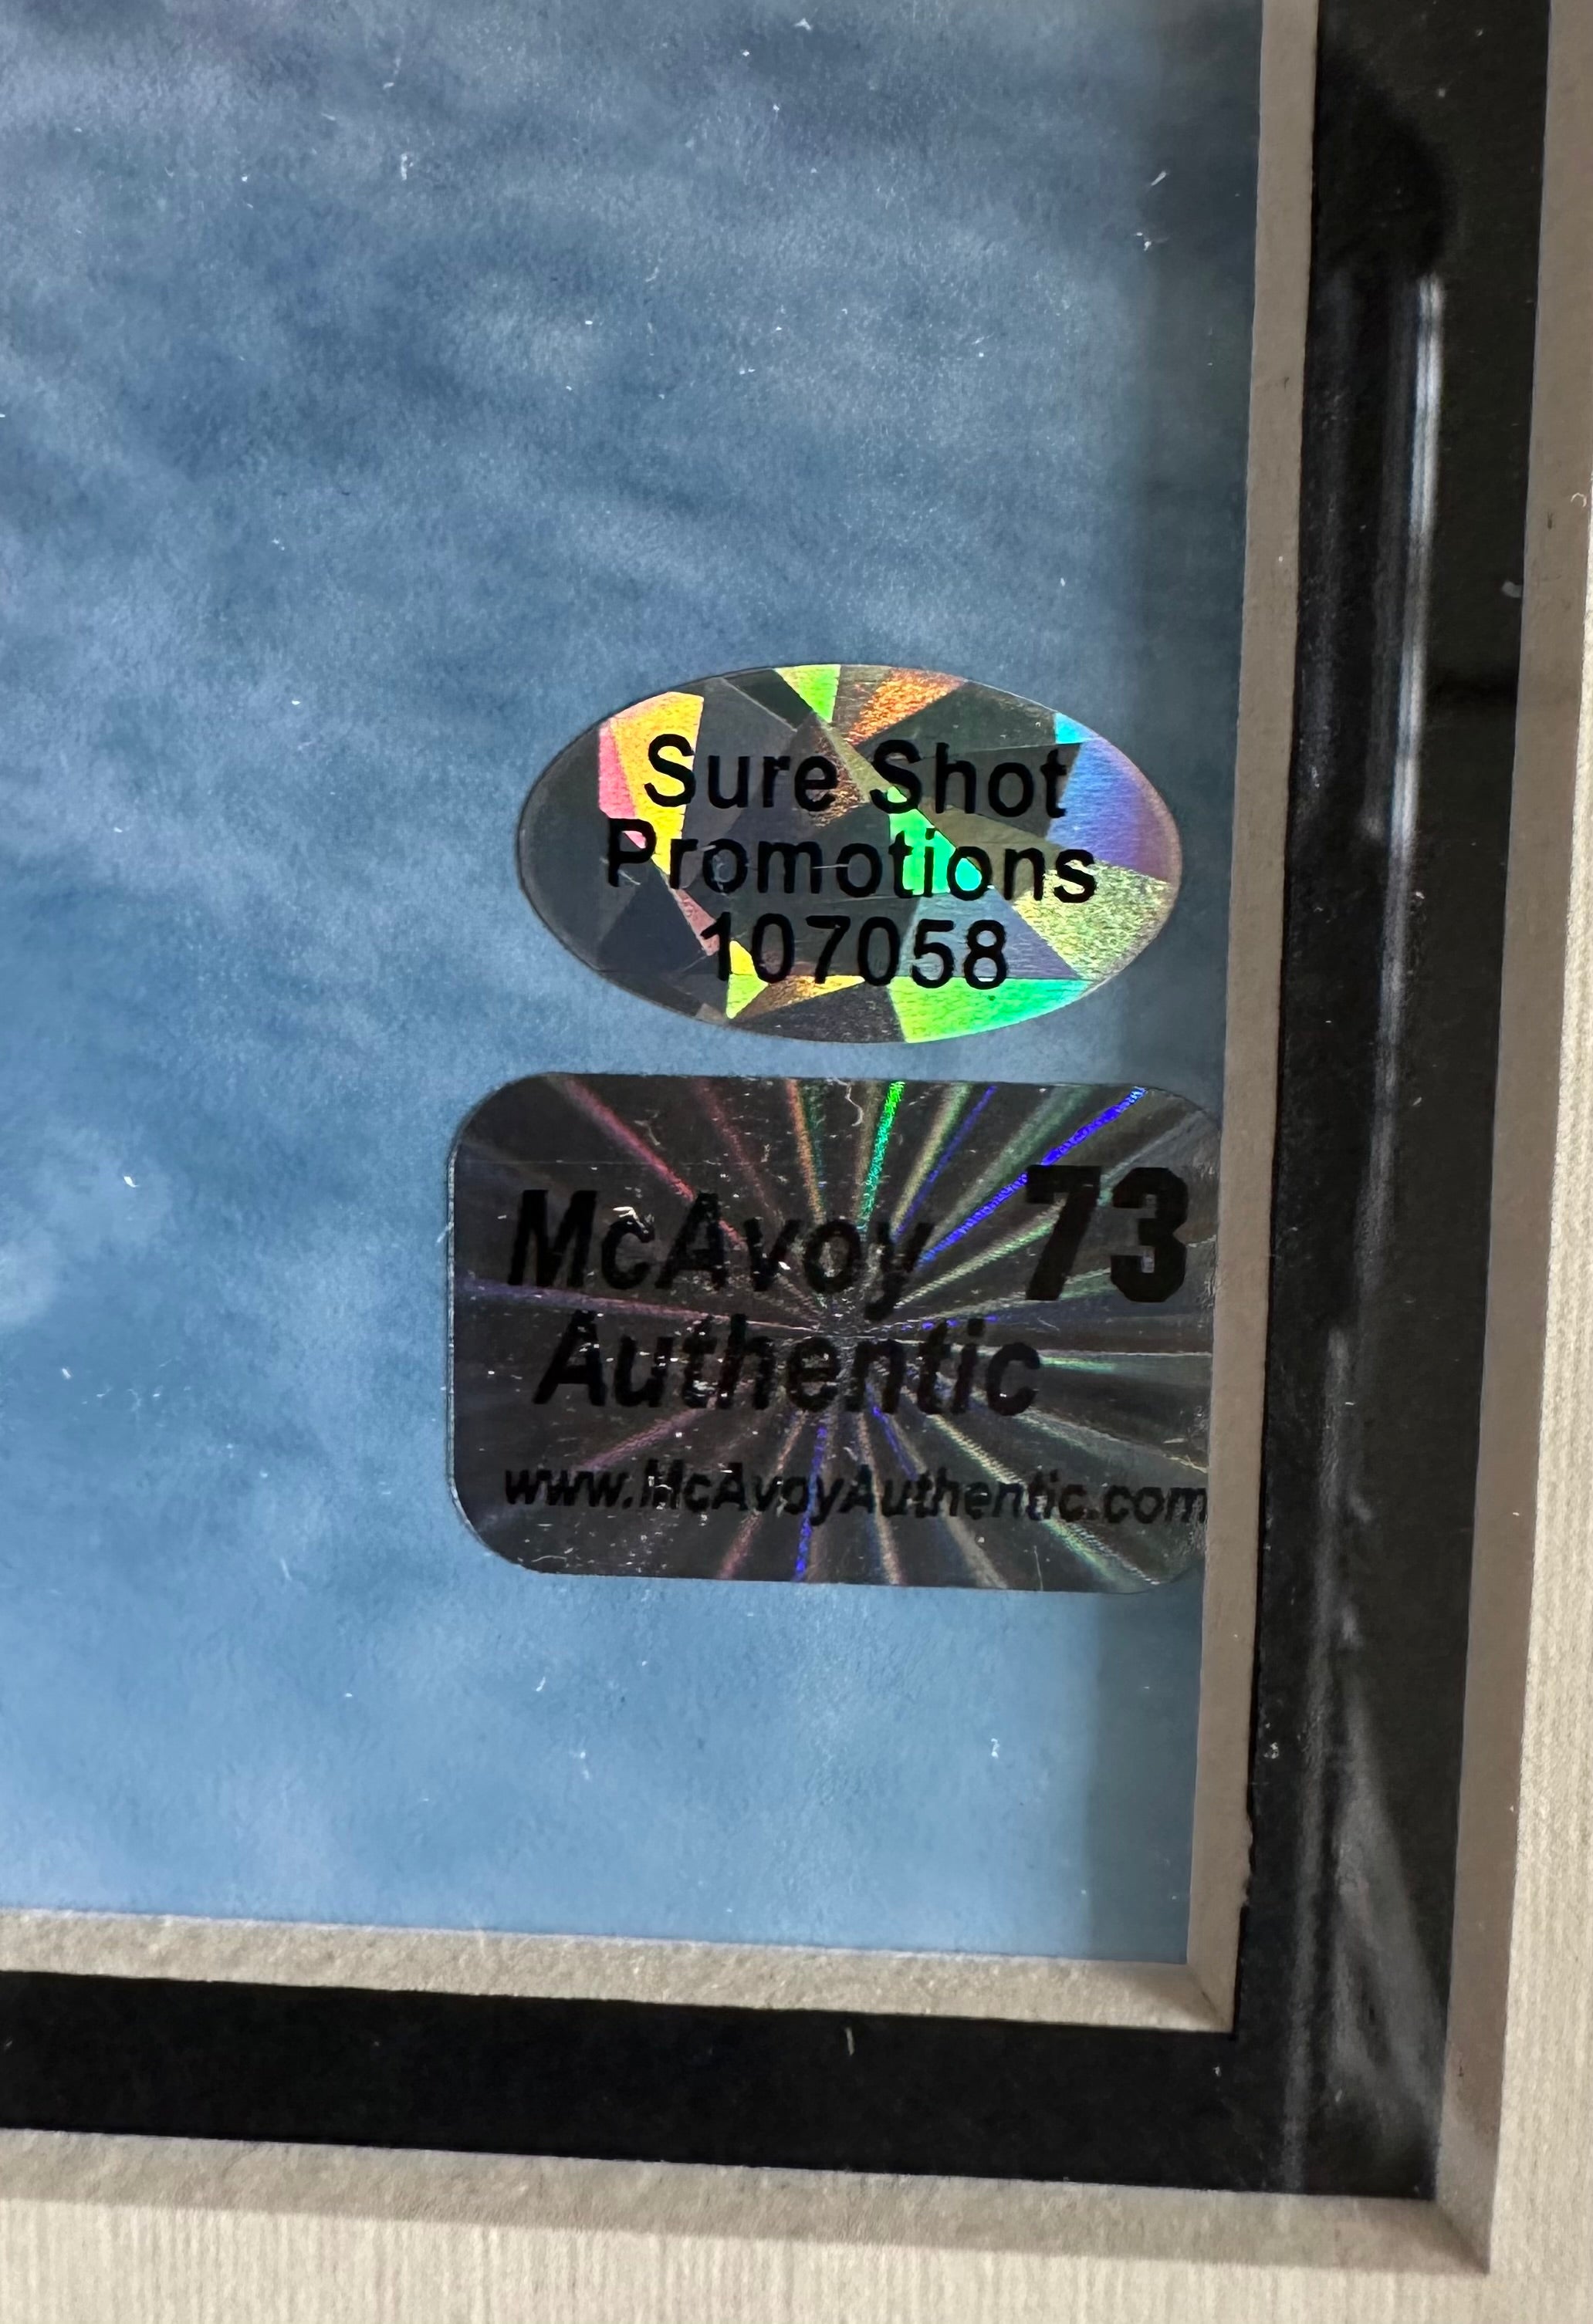 Sure Shot
Promotions
107058
McAvoy 73
Authentic
www.McAvoyAuthentic.com